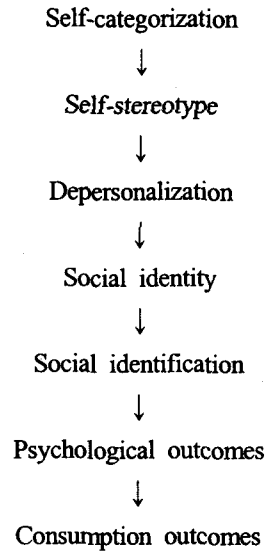 Self-categorization
Self-stereotype
Depersonalization
Social identity
Social identification
Psychological outcomes
Consumption outcomes